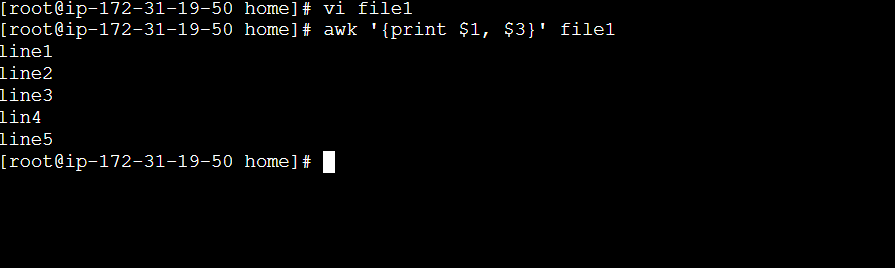 [root@ip-172-31-19-50 home]# vi file1
[root@ip-172-31-19-50 home]# awk '{print $1, $3}' file1
line1
line2
line3
lin4
line5
[root@ip-172-31-19-50 home]#